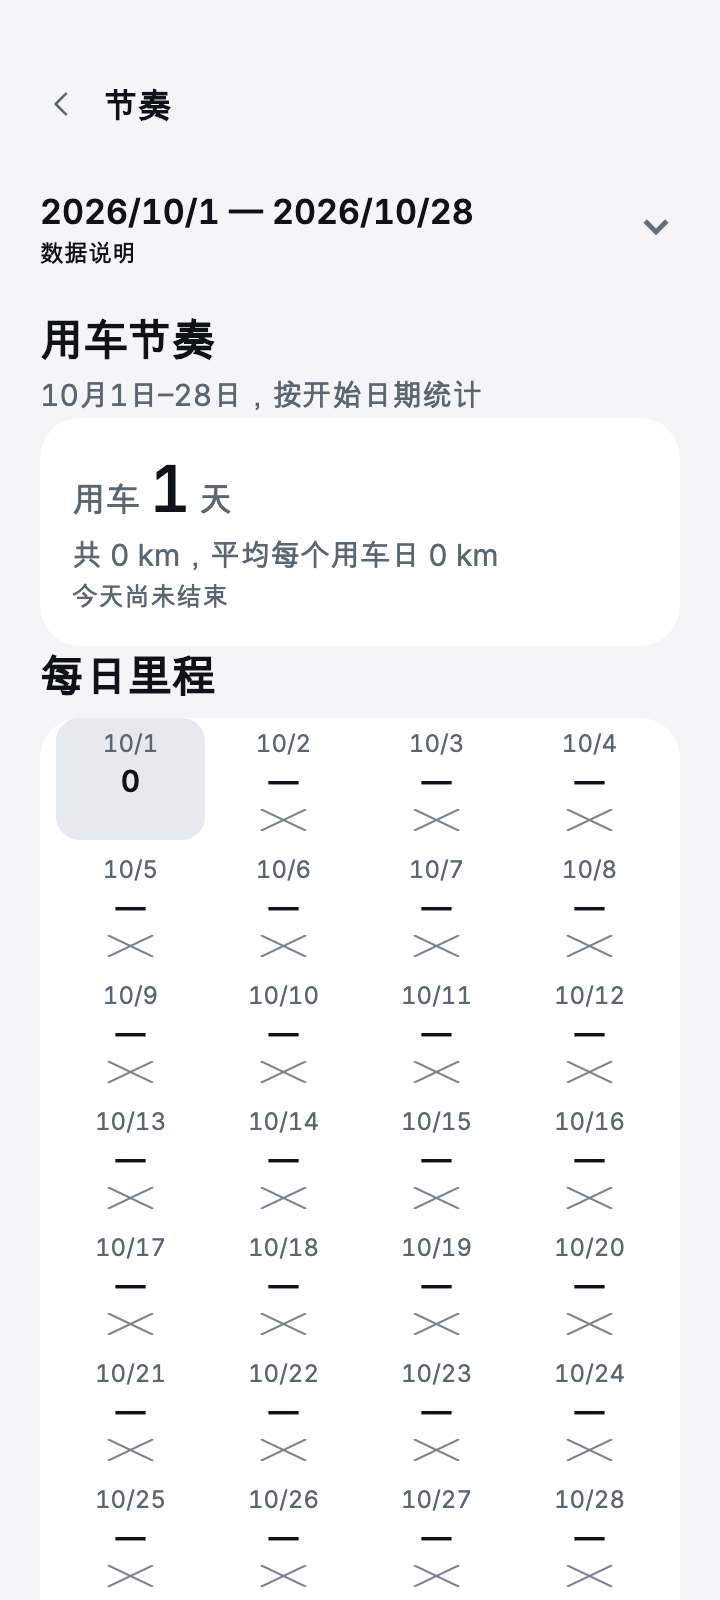 节奏
2026/10/1 — 2026/10/28
数据说明
用车节奏
10月1日–28日，按开始日期统计
用车 1 天
共 0 km，平均每个用车日 0 km
今天尚未结束
每日里程
10/1 10/2 10/3 10/4
0 — — —
10/5 10/6 10/7 10/8
— — — —
10/9 10/10 10/11 10/12
— — — —
10/13 10/14 10/15 10/16
— — — —
10/17 10/18 10/19 10/20
— — — —
10/21 10/22 10/23 10/24
— — — —
10/25 10/26 10/27 10/28
— — — —